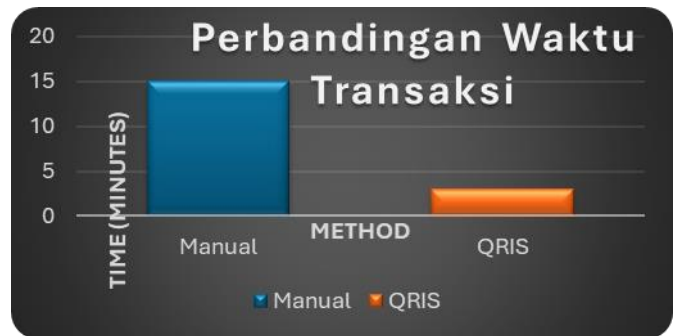 Perbandingan Waktu
Transaksi
20
15
10
5
0
TIME (MINUTES)
Manual
METHOD
QRIS
Manual QRIS